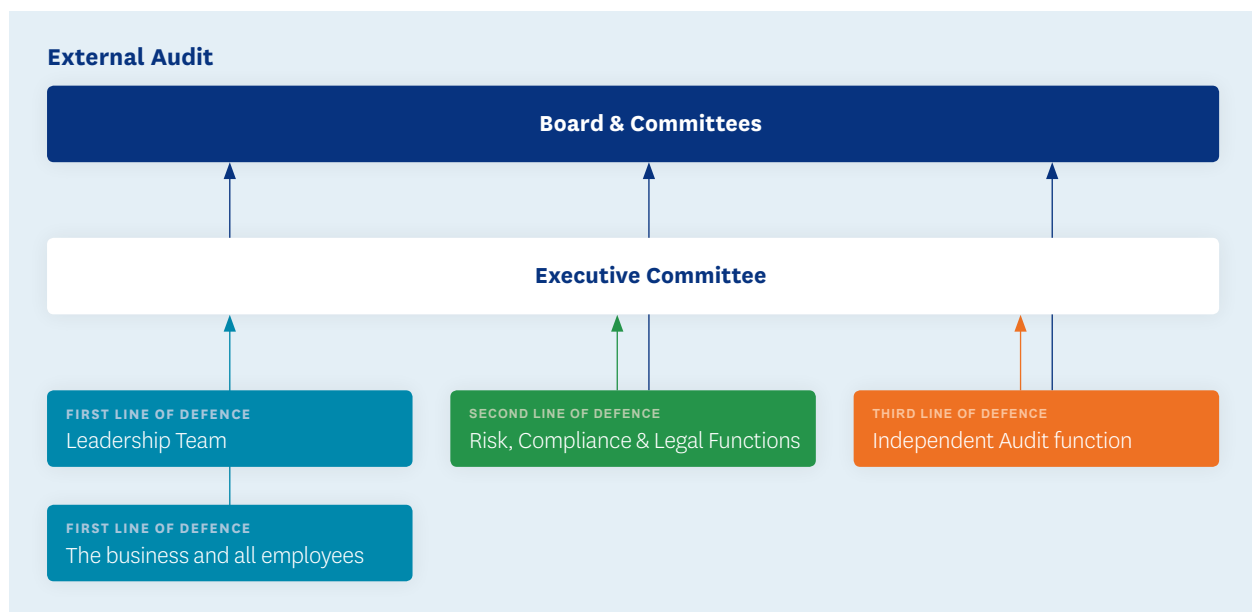 External Audit
Board & Committees
Executive Committee
FIRST LINE OF DEFENCE
Leadership Team
SECOND LINE OF DEFENCE
Risk, Compliance & Legal Functions
THIRD LINE OF DEFENCE
Independent Audit function
FIRST LINE OF DEFENCE
The business and all employees